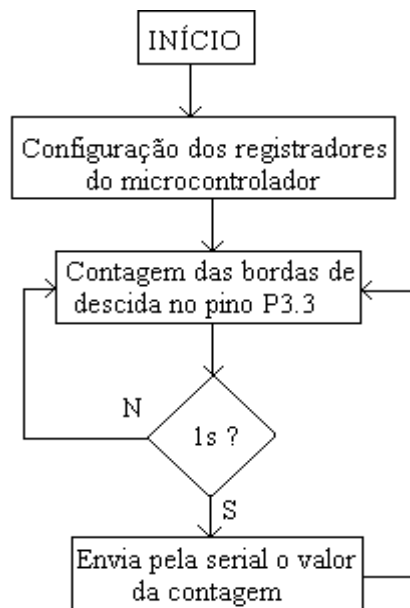 INÍCIO
Configuração dos registradores
do microcontrolador
Contagem das bordas de
descida no pino P3.3
N
1s ?
S
Envia pela serial o valor
da contagem